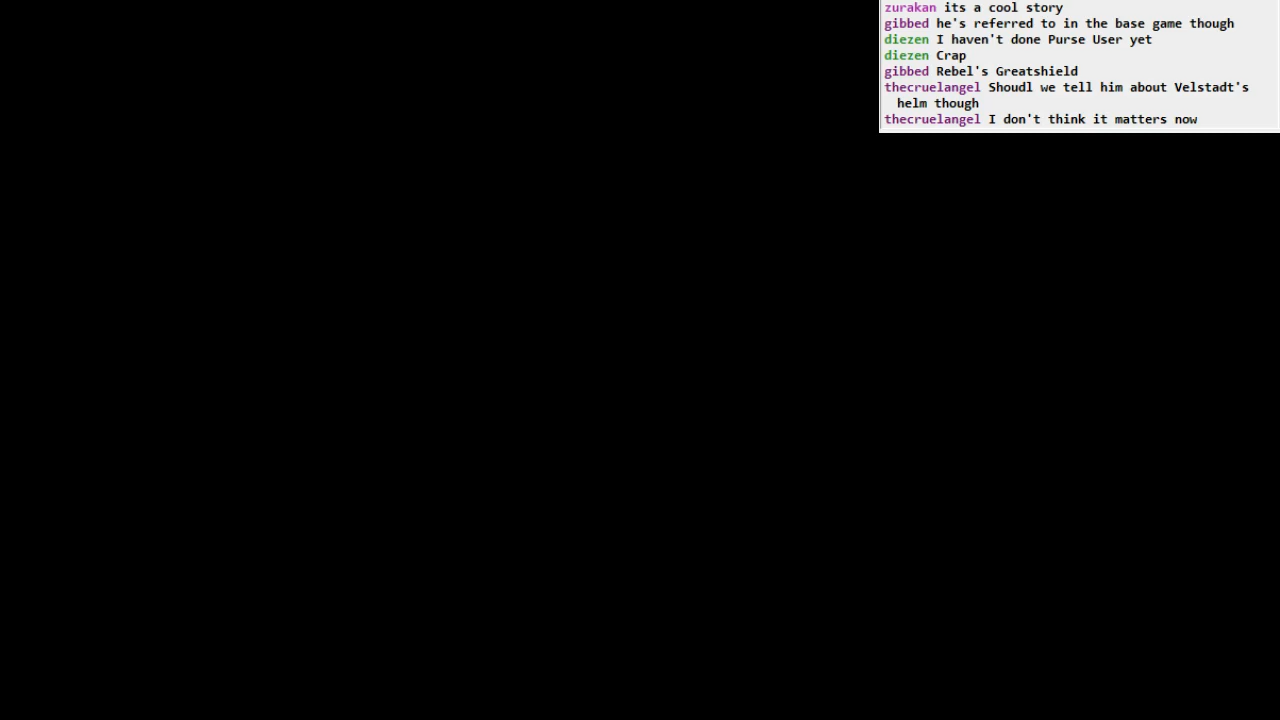 zurakan its a cool story
gibbed he's referred to in the base game though
diezen I haven't done Purse User yet
diezen Crap
gibbed Rebel's Greatshield
thecruelangel Shoudl we tell him about Velstadt's
helm though
thecruelangel I don't think it matters now